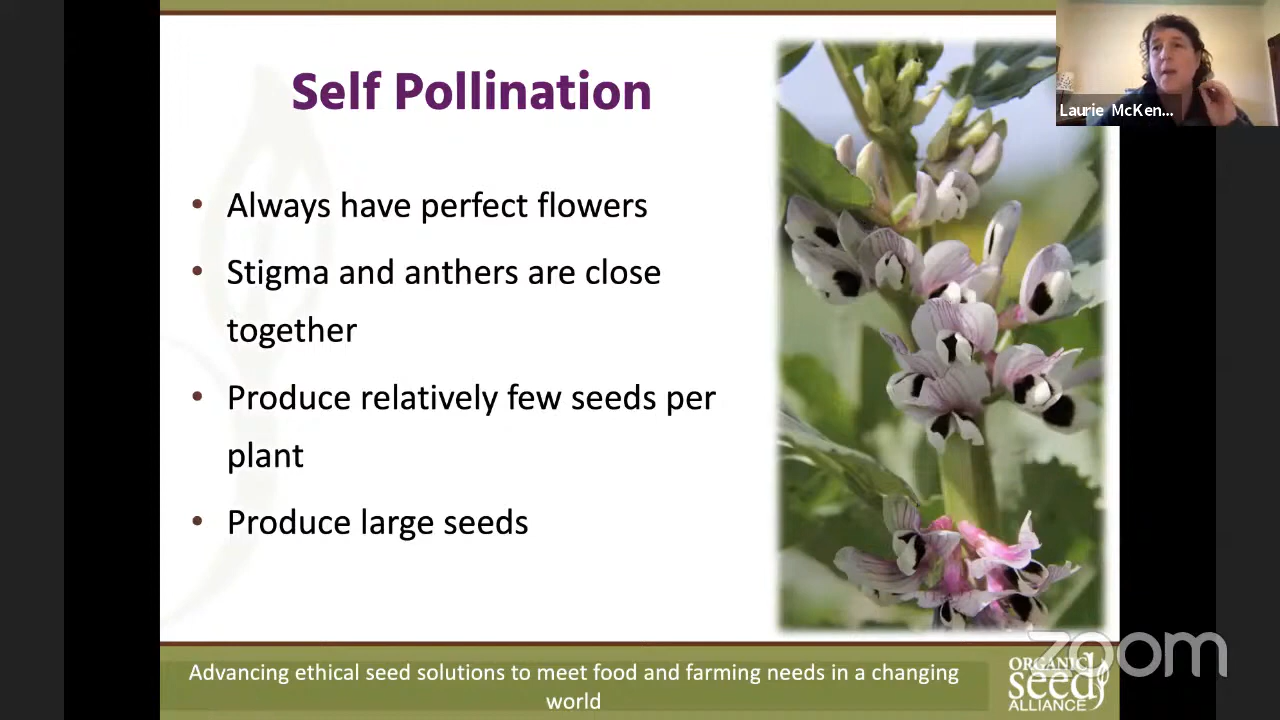 Self Pollination
Laurie McKen...
• Always have perfect flowers
• Stigma and anthers are close
together
• Produce relatively few seeds per
plant
• Produce large seeds
Advancing ethical seed solutions to meet food and farming needs in a changing
world
ORGANIC
seed
ALLIANCE
zoom